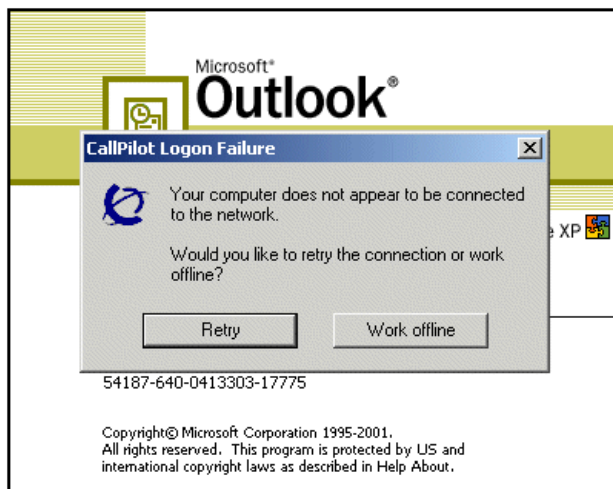 Microsoft®
Outlook®
CallPilot Logon Failure
Your computer does not appear to be connected
to the network.
Would you like to retry the connection or work
offline?
XP
Retry
Work offline
54187-640-0413303-17775
Copyright© Microsoft Corporation 1995-2001.
All rights reserved.  This program is protected by US and
international copyright laws as described in Help About.